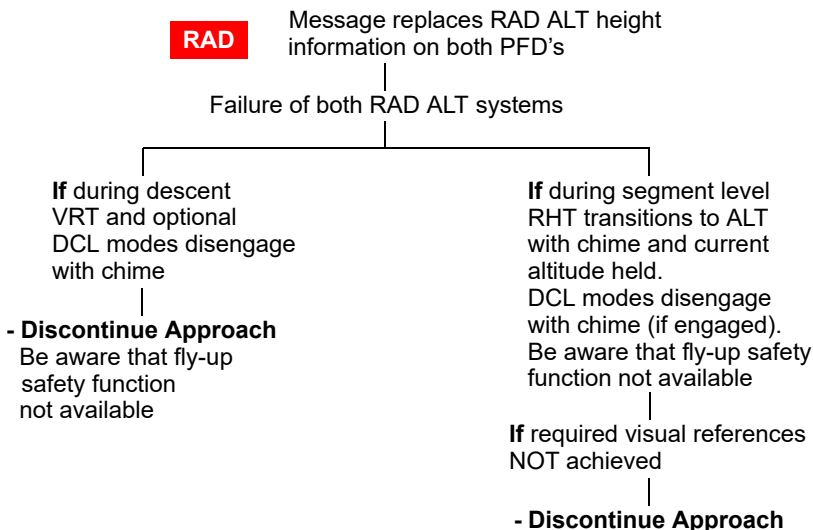 RAD
Message replaces RAD ALT height
information on both PFD's
Failure of both RAD ALT systems
If during descent
VRT and optional
DCL modes disengage
with chime
- Discontinue Approach
Be aware that fly-up
safety function
not available
If during segment level
RHT transitions to ALT
with chime and current
altitude held.
DCL modes disengage
with chime (if engaged).
Be aware that fly-up safety
function not available
If required visual references
NOT achieved
- Discontinue Approach